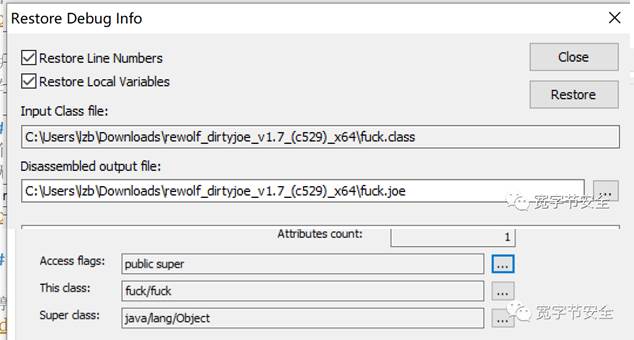 Restore Debug Info
Restore Line Numbers
Close
Restore Local Variables
Restore
Input Class file:
C:\Users\lzb\Downloads\rewolf_dirtyjoe_v1.7_(c529)_x64\fuck.class
Disassembled output file:
C:\Users\lzb\Downloads\rewolf_dirtyjoe_v1.7_(c529)_x64\fuck.joe
...
宽字节安全
Attributes count:
1
Access flags:
public super
...
This class:
fuck/fuck
...
Super class:
java/lang/Object
...
宽字节安全